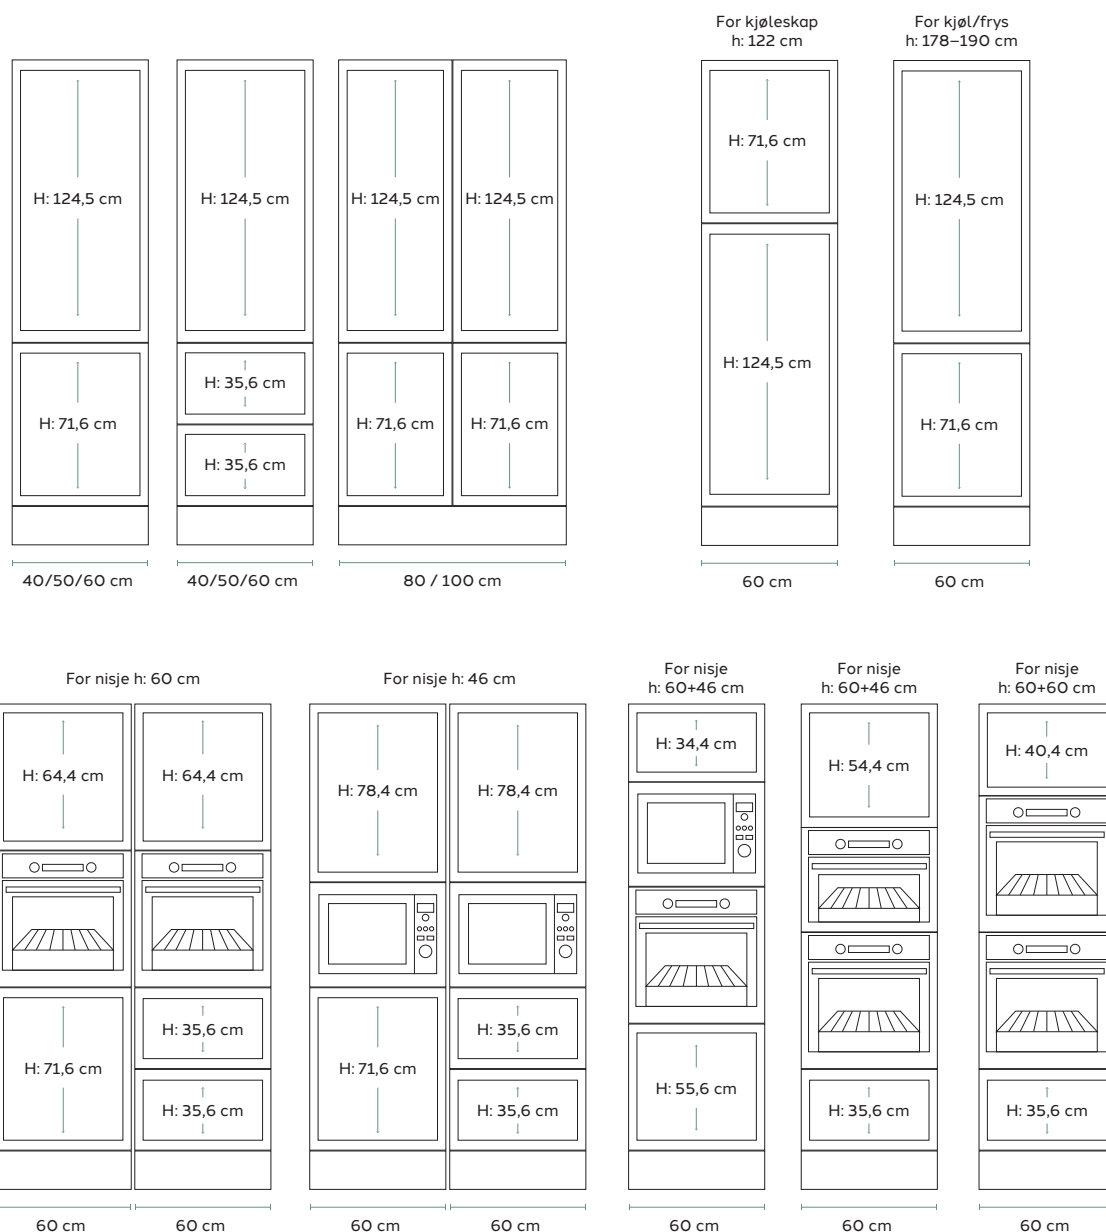 For kjøleskap
h: 122 cm
For kjøl/frys
h: 178–190 cm
H: 124,5 cm
H: 124,5 cm
H: 124,5 cm
H: 124,5 cm
H: 71,6 cm
H: 124,5 cm
H: 71,6 cm
H: 35,6 cm
H: 35,6 cm
H: 71,6 cm
H: 71,6 cm
H: 124,5 cm
H: 71,6 cm
40/50/60 cm
40/50/60 cm
80 / 100 cm
60 cm
60 cm
For nisje h: 60 cm
For nisje h: 46 cm
For nisje
h: 60+46 cm
For nisje
h: 60+46 cm
For nisje
h: 60+60 cm
H: 64,4 cm
H: 64,4 cm
H: 78,4 cm
H: 78,4 cm
H: 34,4 cm
H: 54,4 cm
H: 40,4 cm
H: 71,6 cm
H: 35,6 cm
H: 35,6 cm
H: 71,6 cm
H: 35,6 cm
H: 35,6 cm
H: 55,6 cm
H: 35,6 cm
H: 35,6 cm
60 cm
60 cm
60 cm
60 cm
60 cm
60 cm
60 cm